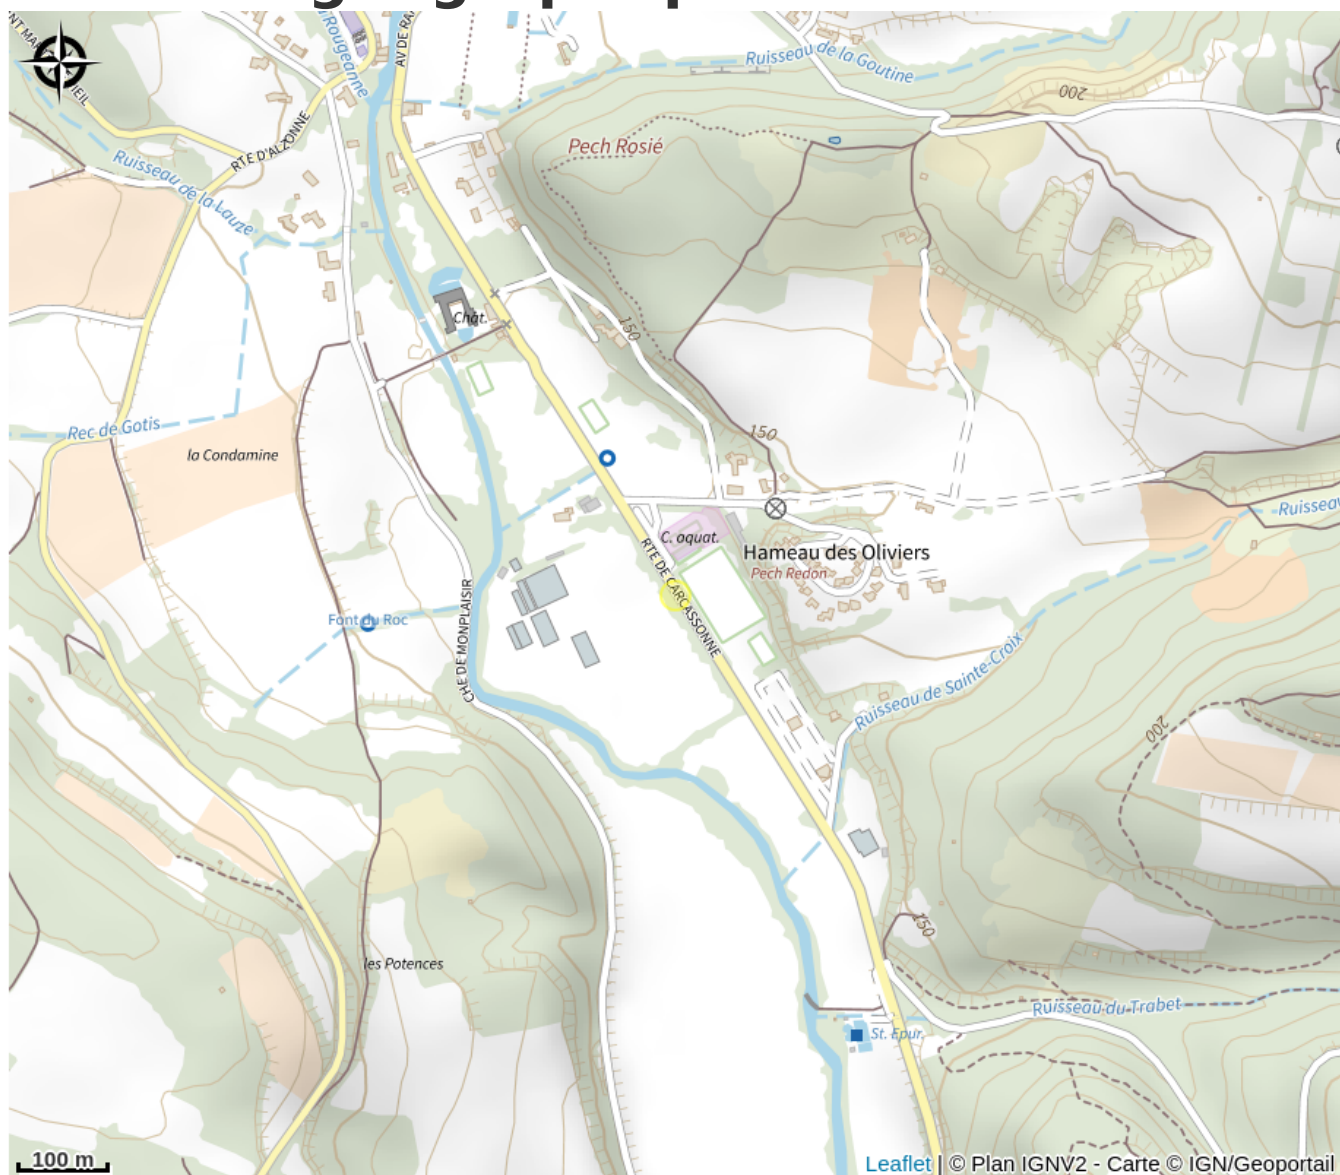 AV DE RA
Rougeanne
Ruisseau de la Goutine
200
RTE D'ALZONNE
Pech Rosié
Ruisseau de la Lauze
Chât.
150
Rec de Gotis
la Condamine
150
C. aquat.
Ruissea
Hameau des Oliviers
Pech Redon
RTE DE CARCASSONNE
Font du Roc
CHE DE MONPLAISIR
Ruisseau de Sainte-Croix
200
150
les Potences
Ruisseau du Trabet
St. Epur.
100 m
Leaflet | © Plan IGNV2 - Carte © IGN/Geoportail